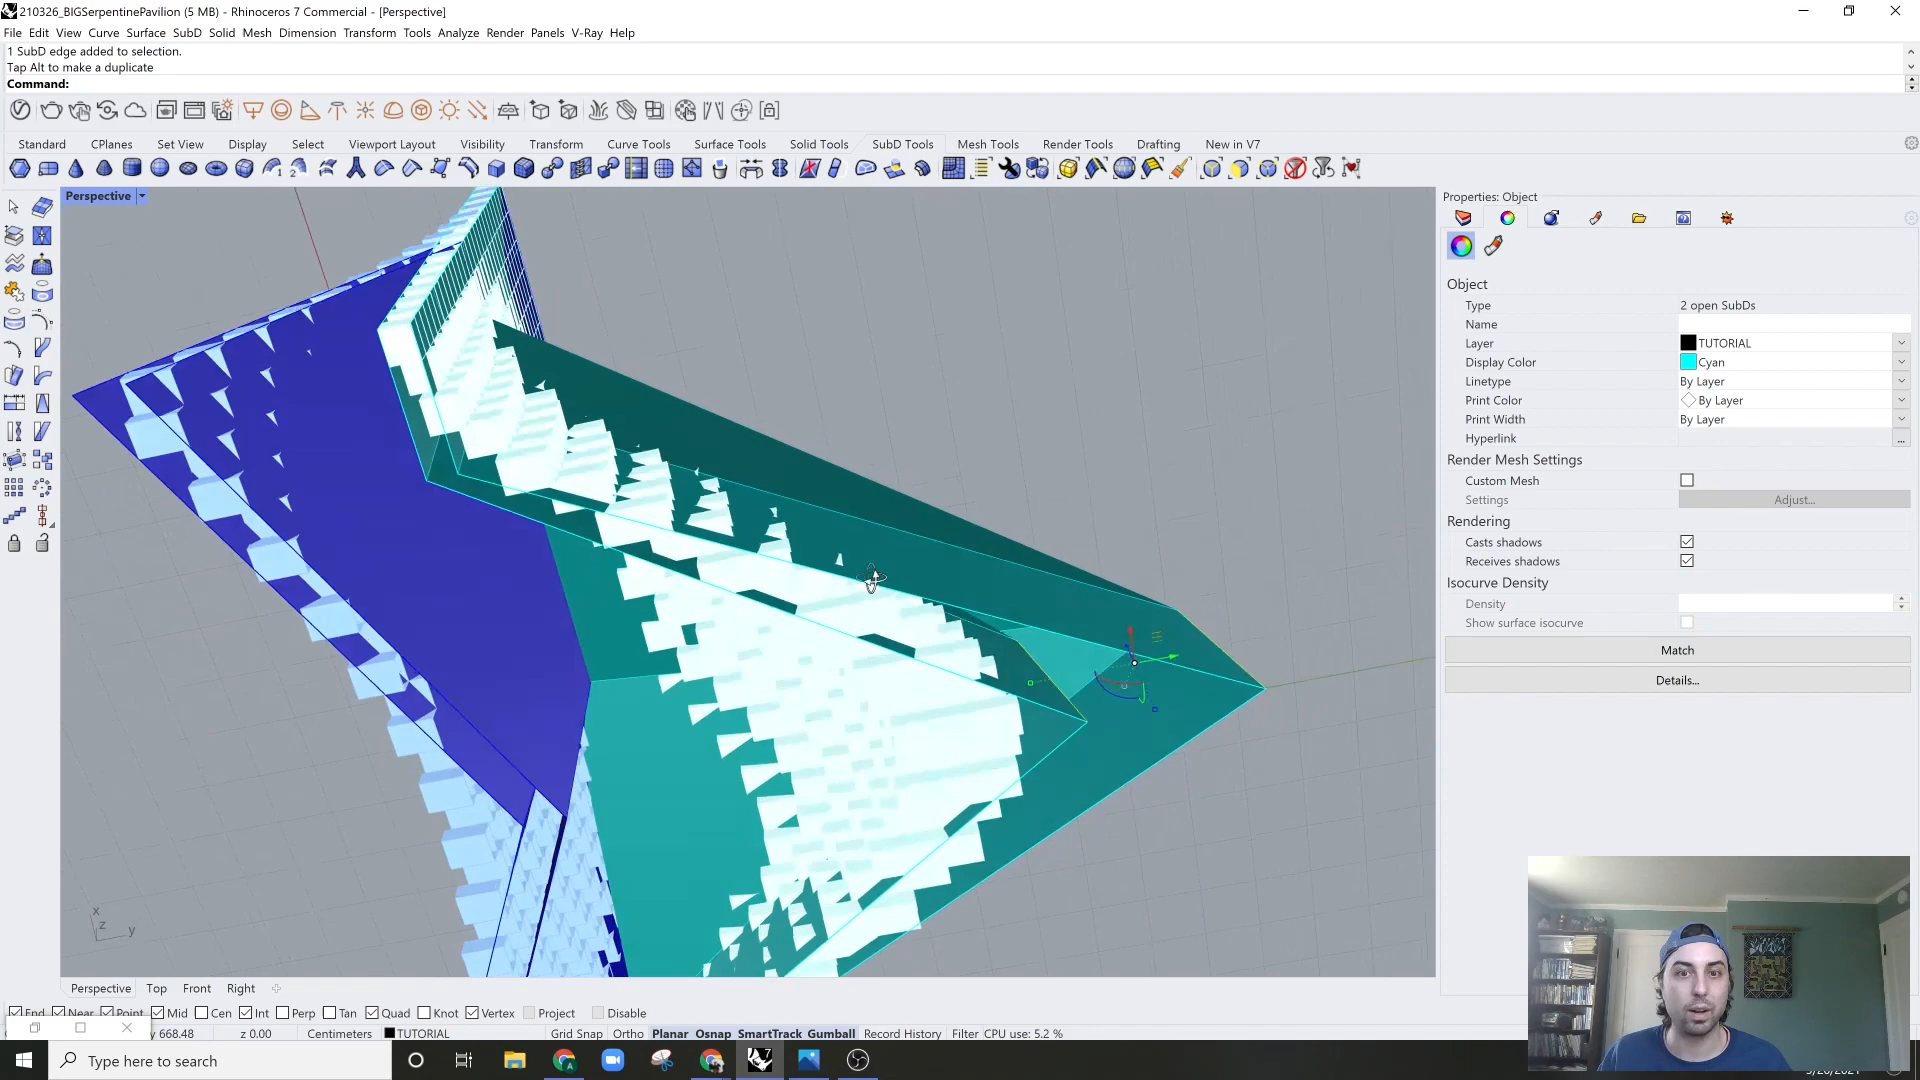 210326_BIGSerpentinePavilion (5 MB) - Rhinoceros 7 Commercial - [Perspective]
File Edit View Curve Surface SubD Solid Mesh Dimension Transform Tools Analyze Render Panels V-Ray Help
1 SubD edge added to selection.
Tap Alt to make a duplicate
Command:
Standard CPlanes Set View Display Select Viewport Layout Visibility Transform Curve Tools Surface Tools Solid Tools SubD Tools Mesh Tools Render Tools Drafting New in V7
Perspective
Properties: Object
Object
Type 2 open SubDs
Name
Layer TUTORIAL
Display Color Cyan
Linetype By Layer
Print Color By Layer
Print Width By Layer
Hyperlink ...
Render Mesh Settings
Custom Mesh
Settings Adjust...
Rendering
Casts shadows
Receives shadows
Isocurve Density
Density
Show surface isocurve
Match
Details...
x
z
y
Perspective Top Front Right
End Near Point Mid Cen Int Perp Tan Quad Knot Vertex Project Disable
y 668.48 z 0.00 Centimeters TUTORIAL Grid Snap Ortho Planar Osnap SmartTrack Gumball Record History Filter CPU use: 5.2 %
Type here to search